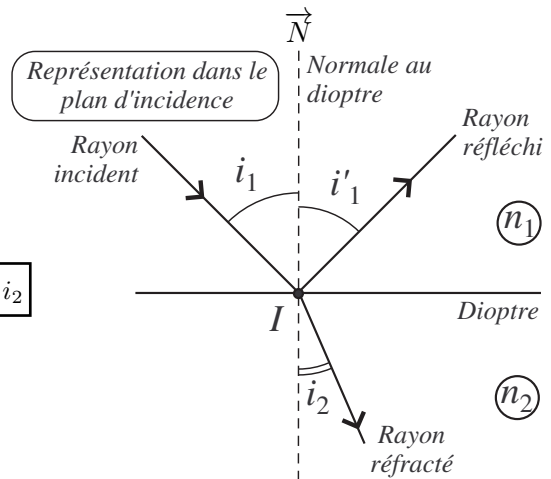 N
Représentation dans le
plan d'incidence
Normale au
dioptre
Rayon
incident
Rayon
réfléchi
i1
i'1
n1
i2
I
Dioptre
i2
n2
Rayon
réfracté